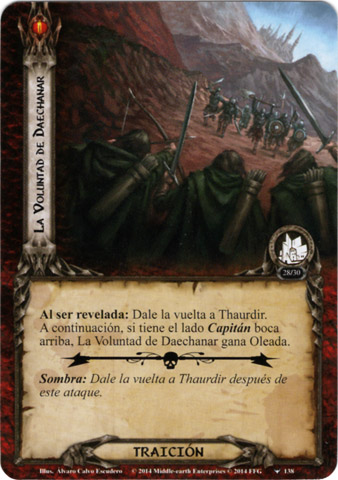 La Voluntad de Daechanar
28/30
Al ser revelada: Dale la vuelta a Thaurdir.
A continuación, si tiene el lado Capitán boca
arriba, La Voluntad de Daechanar gana Oleada.
Sombra: Dale la vuelta a Thaurdir después de
este ataque.
TRAICIÓN
Illus. Álvaro Calvo Escudero © 2014 Middle-earth Enterprises © 2014 FFG 138